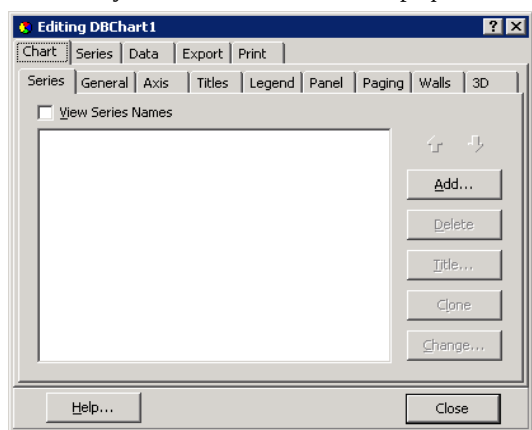 Editing DBChart1
Chart Series Data Export Print
Series General Axis Titles Legend Panel Paging Walls 3D
View Series Names
Add...
Delete
Title...
Clone
Change...
Help... Close